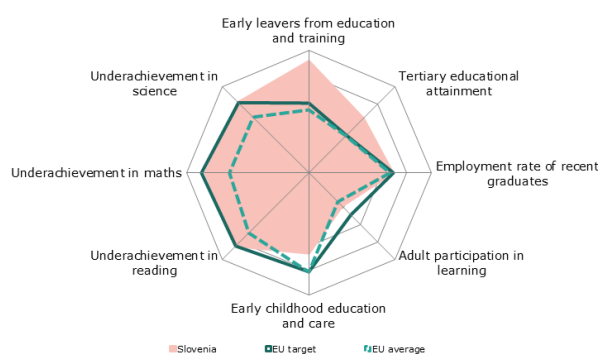 Early leavers from education
and training
Underachievement in
science
Tertiary educational
attainment
Underachievement in maths
Employment rate of recent
graduates
Underachievement in
reading
Adult participation in
learning
Early childhood education
and care
Slovenia
EU target
EU average